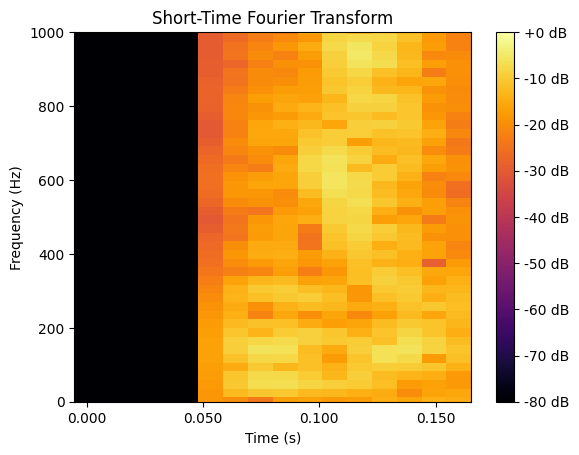 Short-Time Fourier Transform
1000
800
600
400
200
0
Frequency (Hz)
0.000
0.050
0.100
0.150
Time (s)
+0 dB
-10 dB
-20 dB
-30 dB
-40 dB
-50 dB
-60 dB
-70 dB
-80 dB